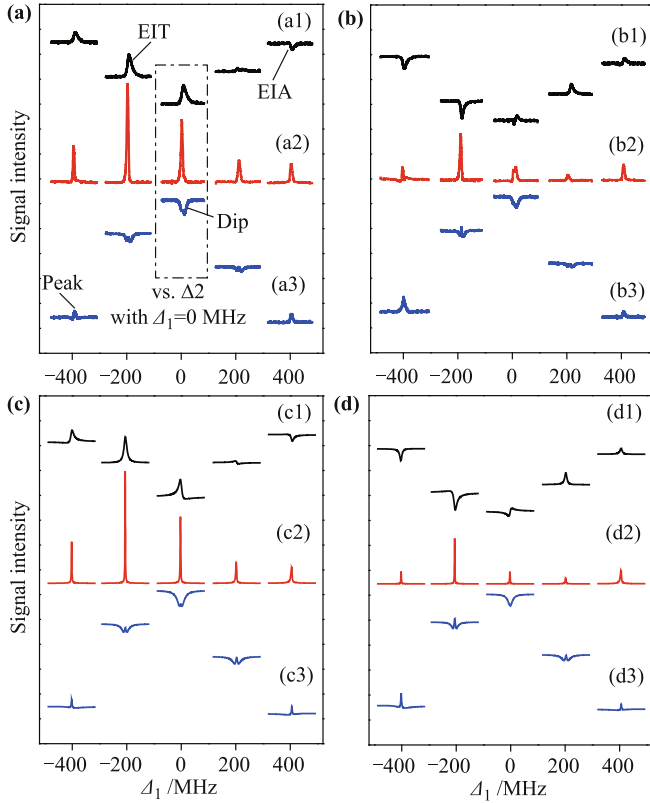 (a)
(a1)
EIT
EIA
(a2)
Dip
Peak
vs. Δ2
with Δ₁=0 MHz
(a3)
Signal intensity
−400 −200 0 200 400
(b)
(b1)
(b2)
(b3)
−400 −200 0 200 400
(c)
(c1)
(c2)
(c3)
Signal intensity
−400 −200 0 200 400
Δ₁ /MHz
(d)
(d1)
(d2)
(d3)
−400 −200 0 200 400
Δ₁ /MHz